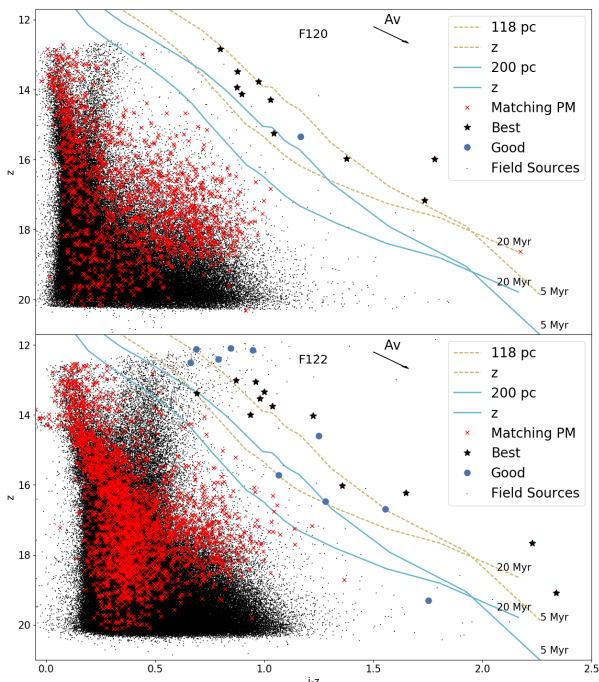 12
14
16
18
20
z
F120
Av
118 pc
z
200 pc
z
Matching PM
Best
Good
Field Sources
20 Myr
20 Myr
5 Myr
5 Myr
12
14
16
18
20
z
F122
Av
118 pc
z
200 pc
z
Matching PM
Best
Good
Field Sources
20 Myr
20 Myr
5 Myr
5 Myr
0.0 0.5 1.0 1.5 2.0 2.5
i-z